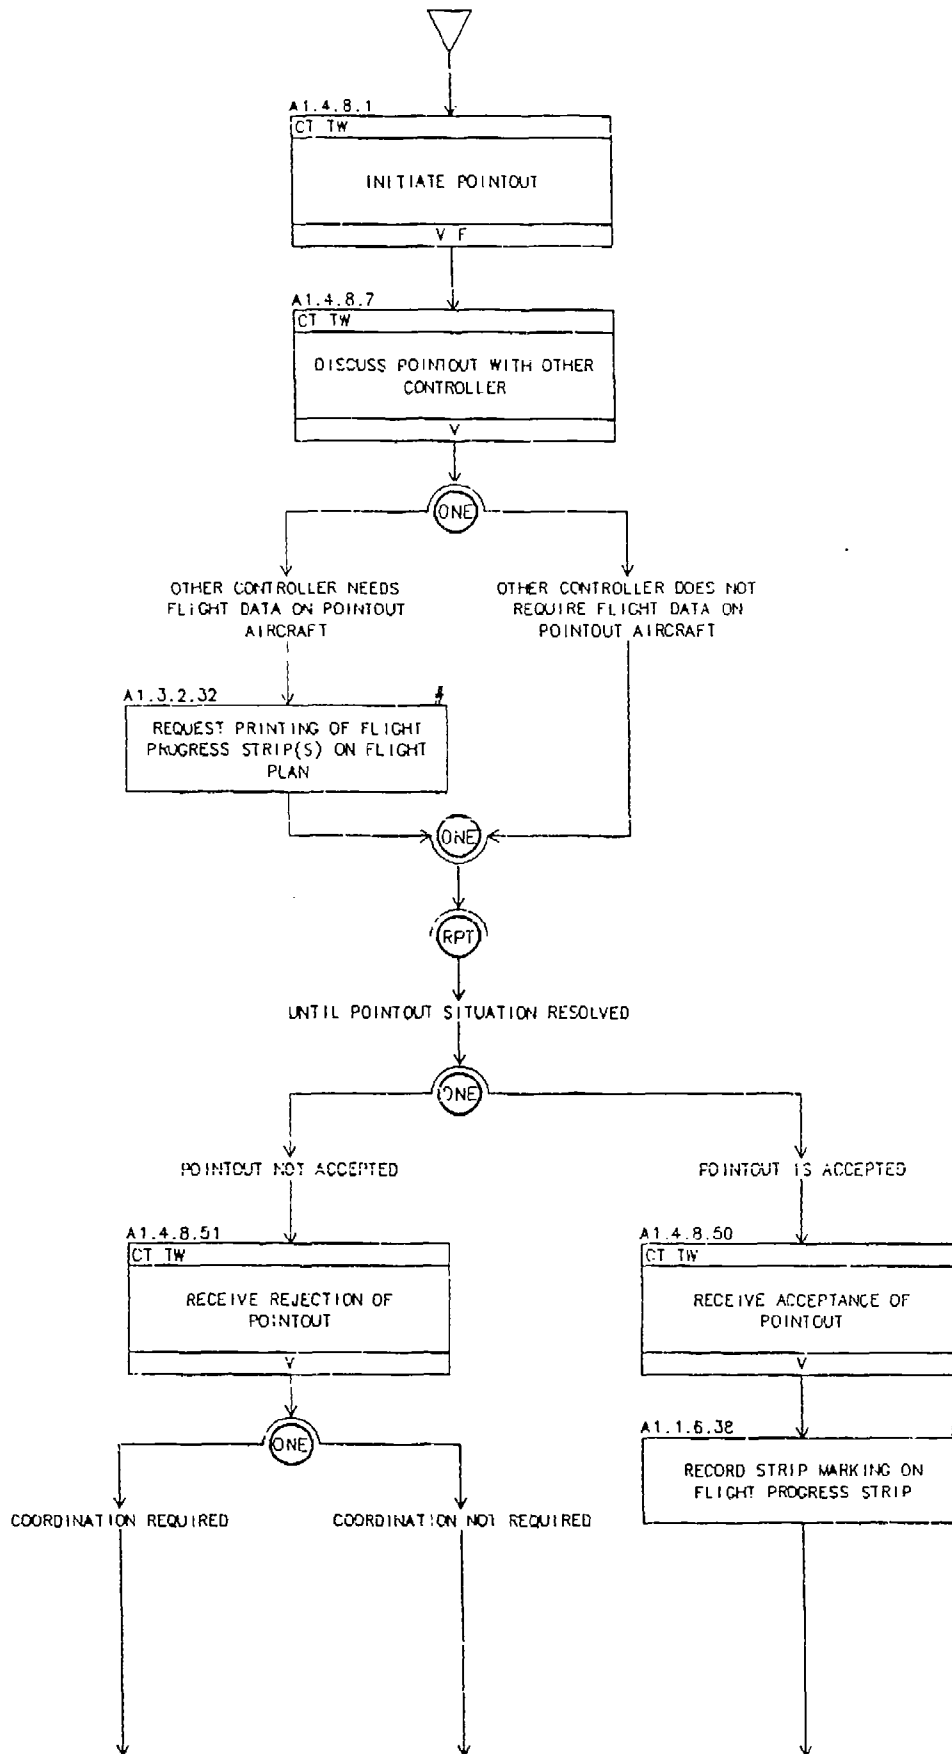 A1.4.8.1
CT TW
INITIATE POINTOUT
V F
A1.4.8.7
CT TW
DISCUSS POINTOUT WITH OTHER
CONTROLLER
V
ONE
OTHER CONTROLLER NEEDS
FLIGHT DATA ON POINTOUT
AIRCRAFT
OTHER CONTROLLER DOES NOT
REQUIRE FLIGHT DATA ON
POINTOUT AIRCRAFT
A1.3.2.32
REQUEST PRINTING OF FLIGHT
PROGRESS STRIP(S) ON FLIGHT
PLAN
ONE
RPT
UNTIL POINTOUT SITUATION RESOLVED
ONE
POINTOUT NOT ACCEPTED
POINTOUT IS ACCEPTED
A1.4.8.51
CT TW
RECEIVE REJECTION OF
POINTOUT
V
A1.4.8.50
CT TW
RECEIVE ACCEPTANCE OF
POINTOUT
V
ONE
A1.1.6.38
RECORD STRIP MARKING ON
FLIGHT PROGRESS STRIP
COORDINATION REQUIRED
COORDINATION NOT REQUIRED